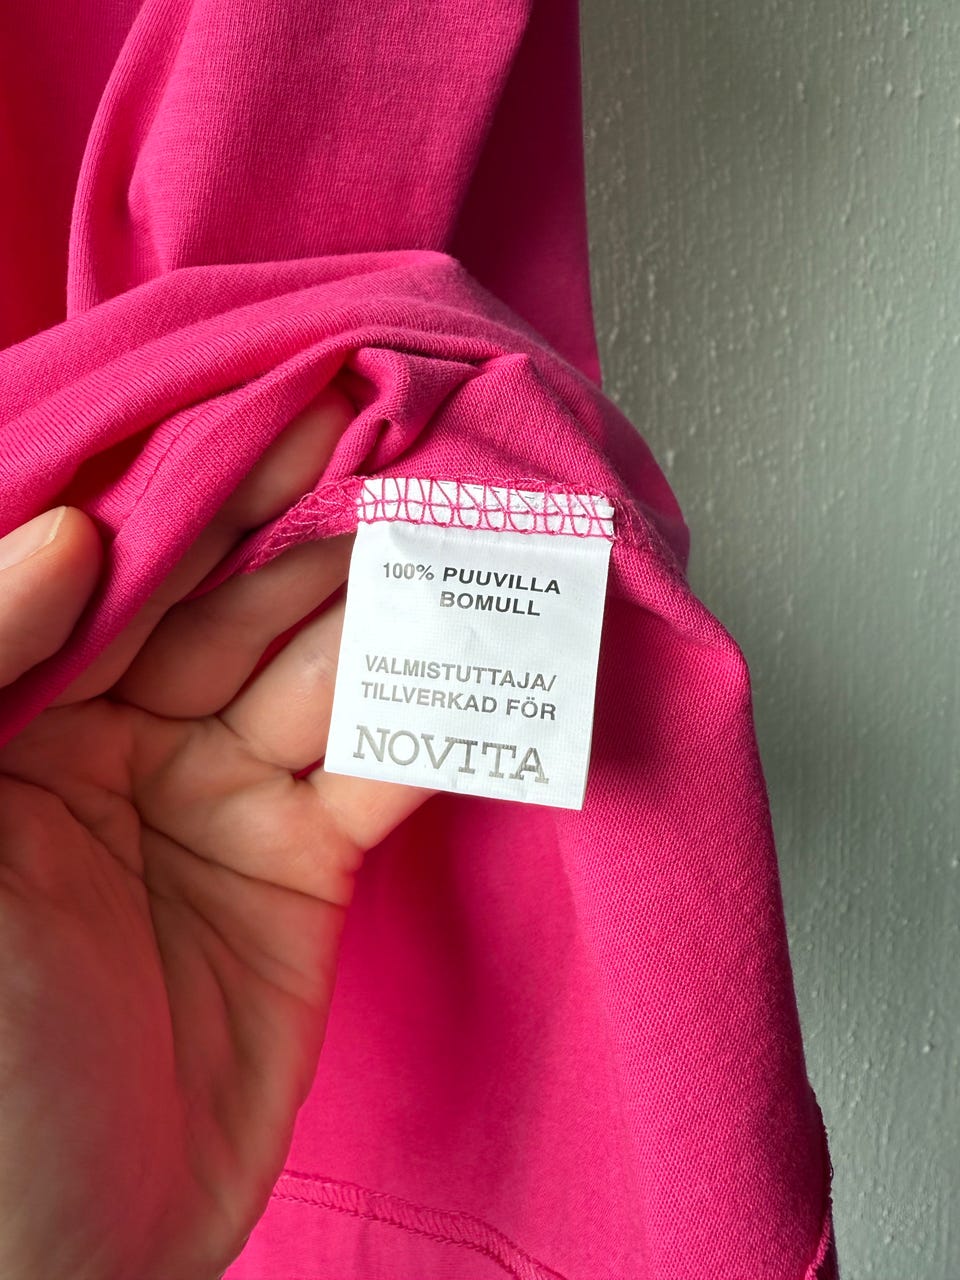 100% PUUVILLA
BOMULL
VALMISTUTTAJA/
TILLVERKAD FÖR
NOVITA